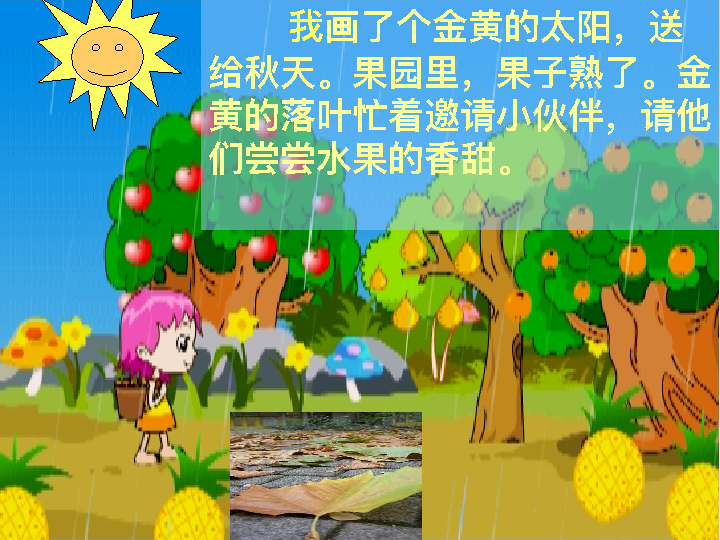 我画了个金黄的太阳，送
给秋天。果园里，果子熟了。金
黄的落叶忙着邀请小伙伴，请他
们尝尝水果的香甜。